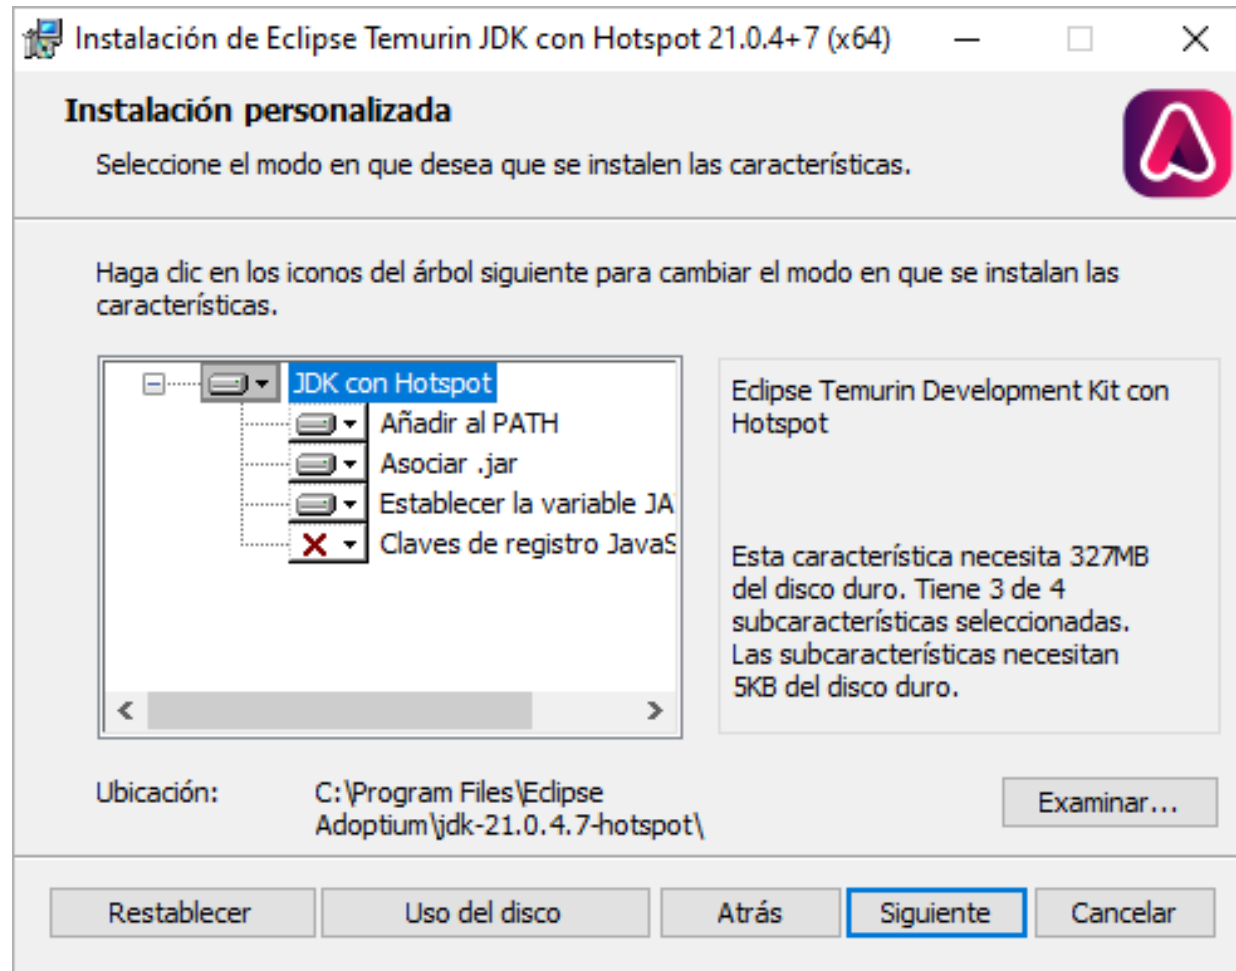 Instalación de Eclipse Temurin JDK con Hotspot 21.0.4+7 (x64)
Instalación personalizada
Seleccione el modo en que desea que se instalen las características.
Haga clic en los iconos del árbol siguiente para cambiar el modo en que se instalan las
características.
JDK con Hotspot
Añadir al PATH
Asociar .jar
Establecer la variable JA
Claves de registro JavaS
Eclipse Temurin Development Kit con
Hotspot
Esta característica necesita 327MB
del disco duro. Tiene 3 de 4
subcaracterísticas seleccionadas.
Las subcaracterísticas necesitan
5KB del disco duro.
Ubicación:
C:\Program Files\Eclipse
Adoptium\jdk-21.0.4.7-hotspot\
Examinar...
Restablecer
Uso del disco
Atrás
Siguiente
Cancelar